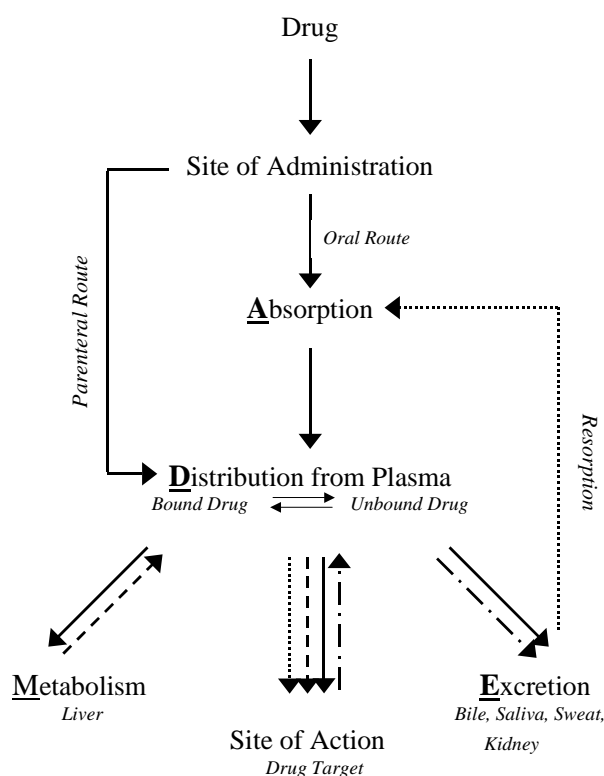 Drug
Site of Administration
Oral Route
Parenteral Route
Absorption
Resorption
Distribution from Plasma
Bound Drug Unbound Drug
Metabolism
Liver
Site of Action
Drug Target
Excretion
Bile, Saliva, Sweat,
Kidney